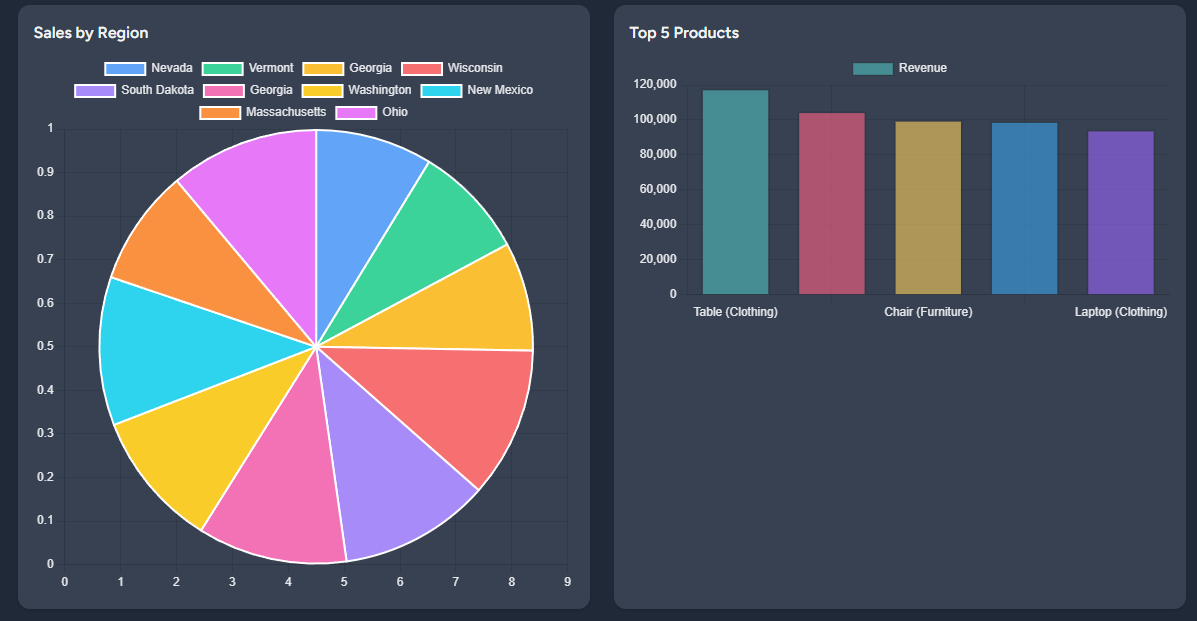 Sales by Region
Nevada Vermont Georgia Wisconsin
South Dakota Georgia Washington New Mexico
Massachusetts Ohio
1
0.9
0.8
0.7
0.6
0.5
0.4
0.3
0.2
0.1
0
0 1 2 3 4 5 6 7 8 9
Top 5 Products
Revenue
120,000
100,000
80,000
60,000
40,000
20,000
0
Table (Clothing) Chair (Furniture) Laptop (Clothing)